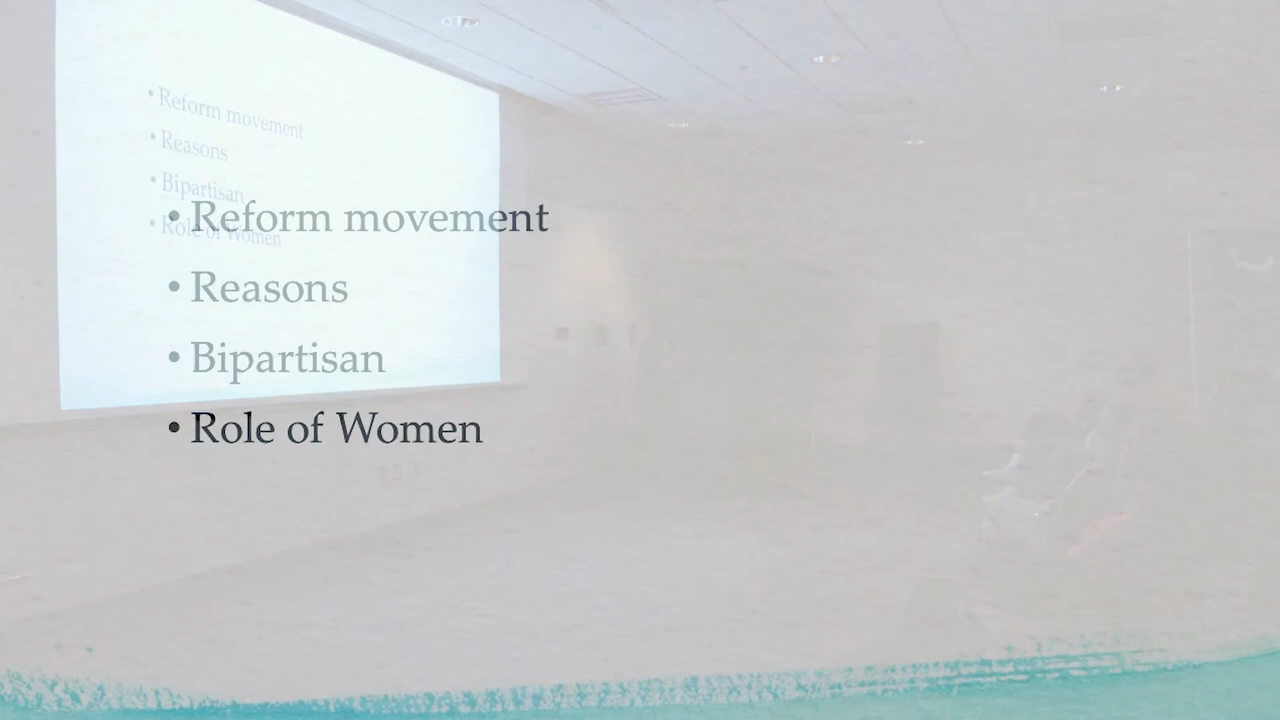 • Reform movement
• Reasons
• Bipartisan
• Role of Women
• Reform movement
• Reasons
• Bipartisan
• Role of Women